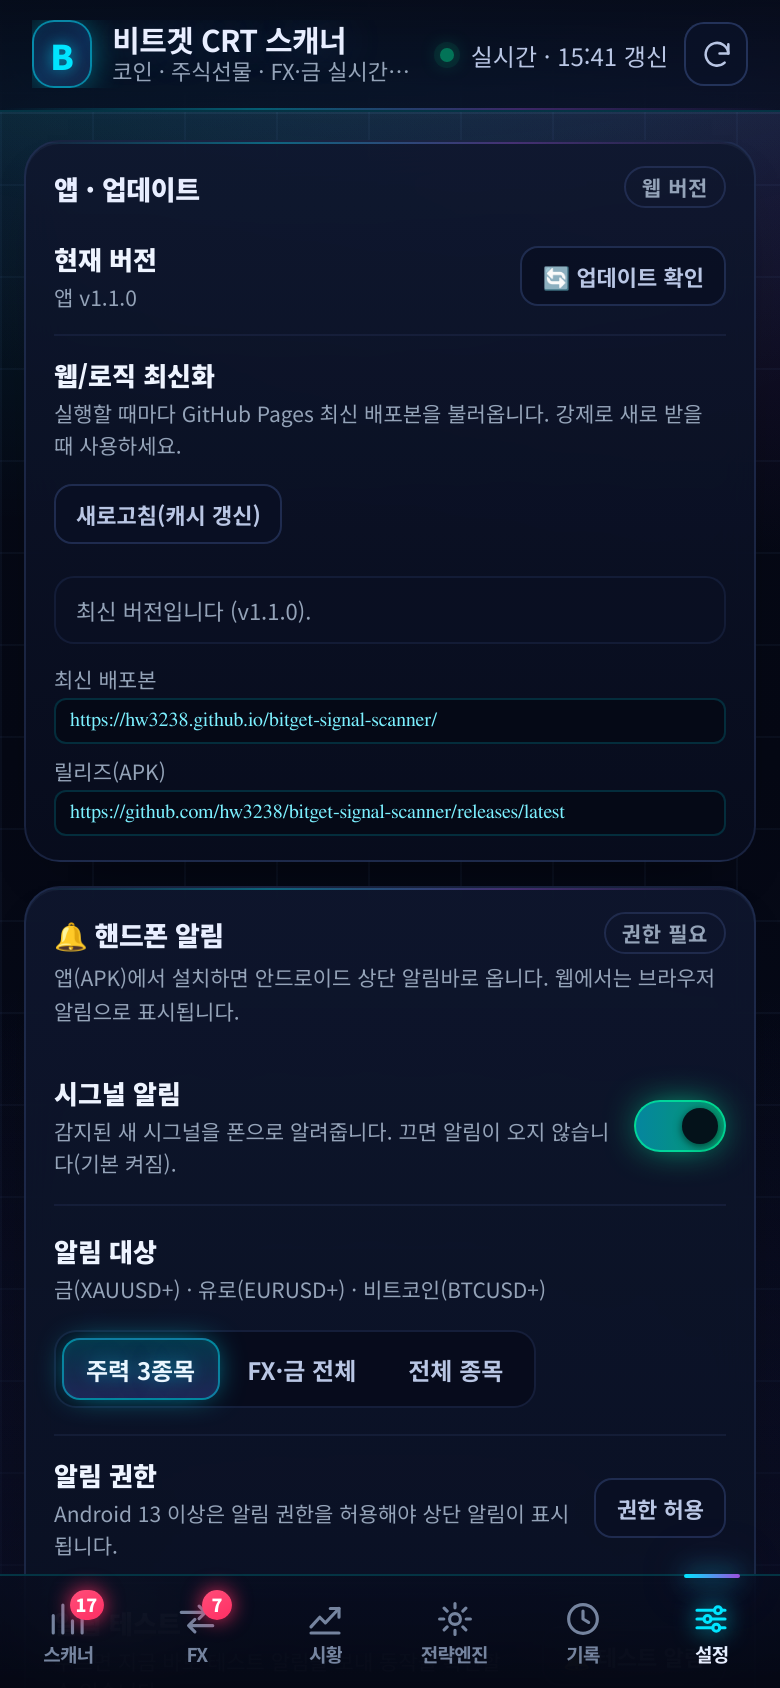 B
비트겟 CRT 스캐너
코인 · 주식선물 · FX·금 실시간…
실시간 · 15:41 갱신
앱 · 업데이트
웹 버전
현재 버전
앱 v1.1.0
🔄 업데이트 확인
웹/로직 최신화
실행할 때마다 GitHub Pages 최신 배포본을 불러옵니다. 강제로 새로 받을
때 사용하세요.
새로고침(캐시 갱신)
최신 버전입니다 (v1.1.0).
최신 배포본
https://hw3238.github.io/bitget-signal-scanner/
릴리즈(APK)
https://github.com/hw3238/bitget-signal-scanner/releases/latest
🔔 핸드폰 알림
권한 필요
앱(APK)에서 설치하면 안드로이드 상단 알림바로 옵니다. 웹에서는 브라우저
알림으로 표시됩니다.
시그널 알림
감지된 새 시그널을 폰으로 알려줍니다. 끄면 알림이 오지 않습니
다(기본 켜짐).
알림 대상
금(XAUUSD+) · 유로(EURUSD+) · 비트코인(BTCUSD+)
주력 3종목
FX·금 전체
전체 종목
알림 권한
Android 13 이상은 알림 권한을 허용해야 상단 알림이 표시
됩니다.
권한 허용
테스트
17
스캐너
7
FX
시황
전략엔진
기록
설정